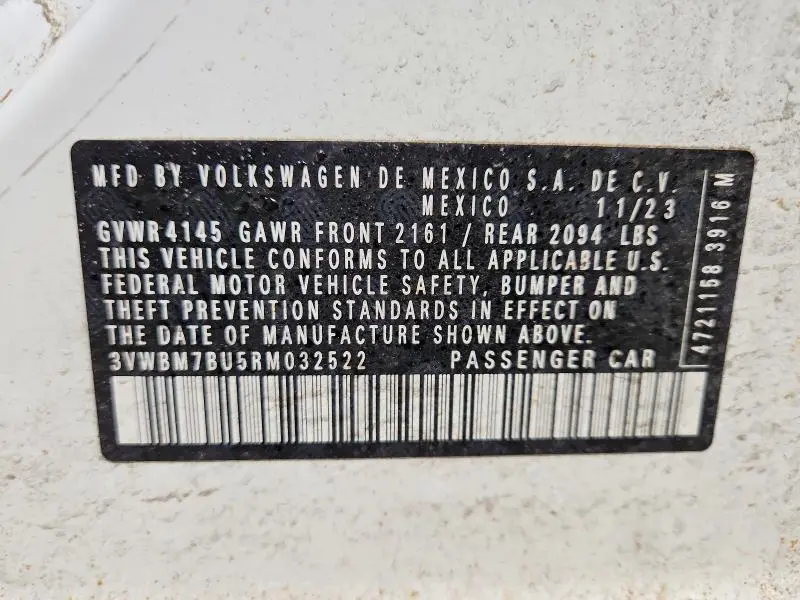 MFD BY VOLKSWAGEN DE MEXICO S.A. DE C.V.
MEXICO 11/23
GVWR 4145 GAWR FRONT 2161 / REAR 2094 LBS
THIS VEHICLE CONFORMS TO ALL APPLICABLE U.S.
FEDERAL MOTOR VEHICLE SAFETY, BUMPER AND
THEFT PREVENTION STANDARDS IN EFFECT ON
THE DATE OF MANUFACTURE SHOWN ABOVE.
3VWBM7BU5RM032522 PASSENGER CAR
4721158 3916 M